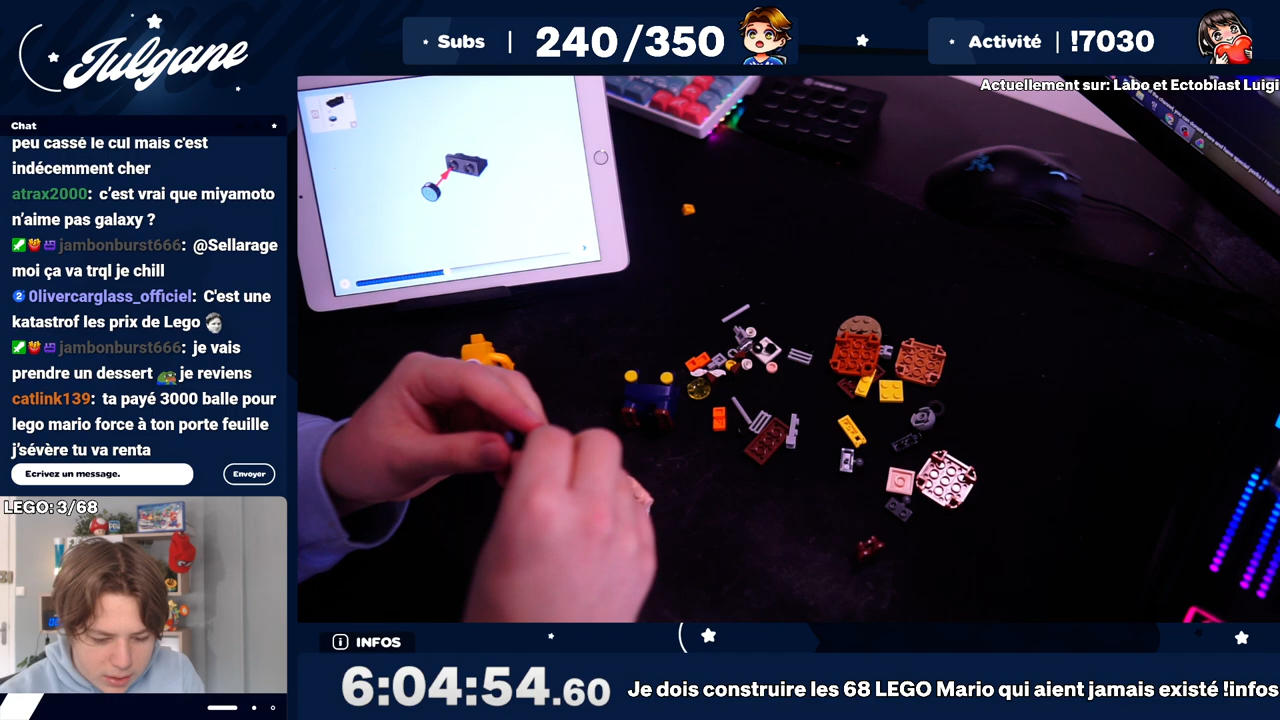 Julgane
Subs | 240/350
Activité | !7030
Actuellement sur: Labo et Ectoblast Luigi
Chat
peu cassé le cul mais c'est
indécemment cher
atrax2000: c'est vrai que miyamoto
n'aime pas galaxy ?
jambonburst666: @Sellarage
moi ça va trql je chill
0livercarglass_officiel: C'est une
katastrof les prix de Lego
jambonburst666: je vais
prendre un dessert je reviens
catlink139: ta payé 3000 balle pour
lego mario force à ton porte feuille
j'sévère tu va renta
Ecrivez un message.
Envoyer
LEGO: 3/68
INFOS
6:04:54.60
Je dois construire les 68 LEGO Mario qui aient jamais existé !infos